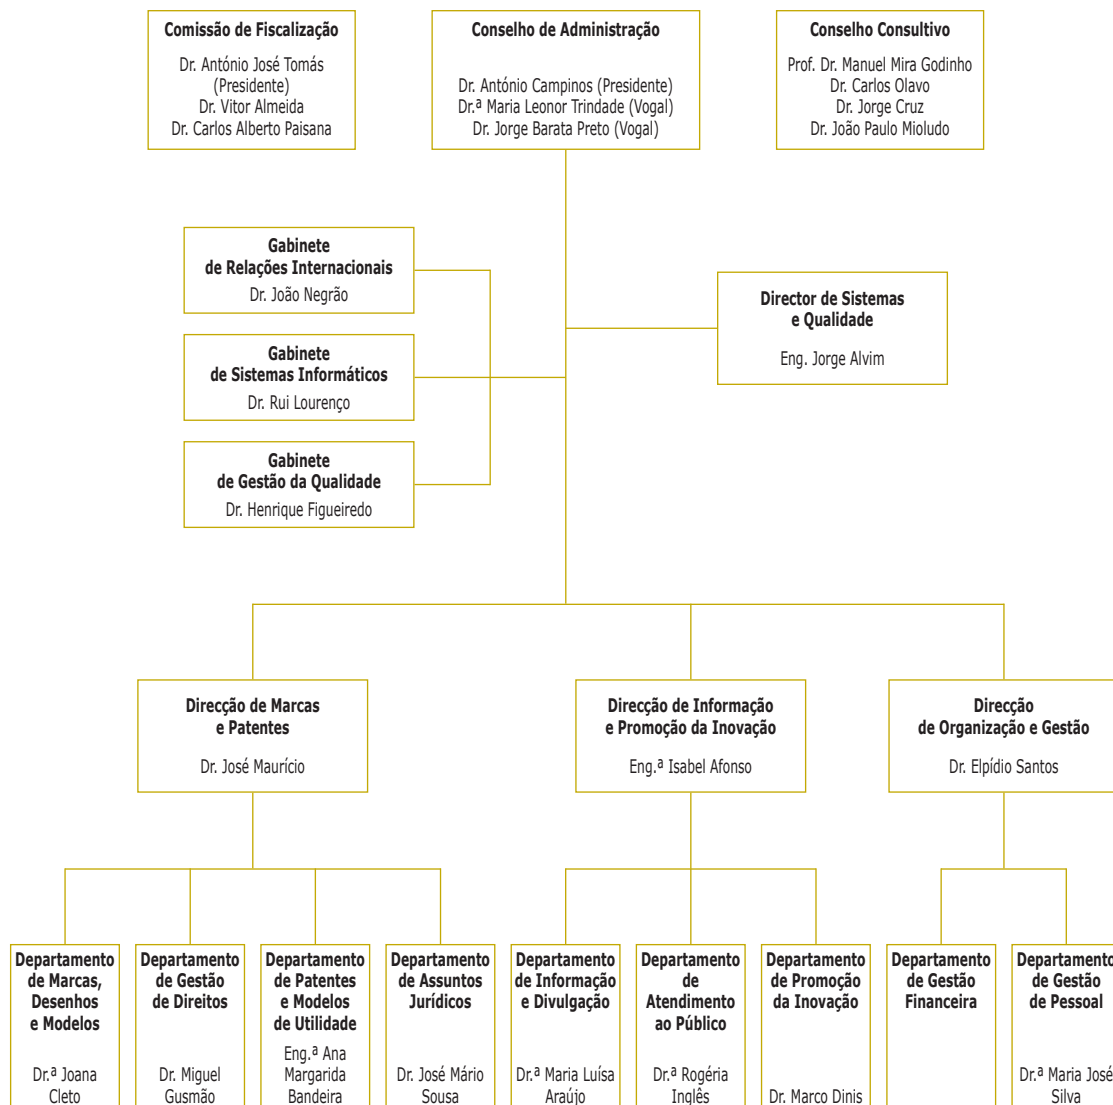 Comissão de Fiscalização
Dr. António José Tomás
(Presidente)
Dr. Vitor Almeida
Dr. Carlos Alberto Paisana
Conselho de Administração
Dr. António Campinos (Presidente)
Dr.ª Maria Leonor Trindade (Vogal)
Dr. Jorge Barata Preto (Vogal)
Conselho Consultivo
Prof. Dr. Manuel Mira Godinho
Dr. Carlos Olavo
Dr. Jorge Cruz
Dr. João Paulo Mioludo
Gabinete
de Relações Internacionais
Dr. João Negrão
Gabinete
de Sistemas Informáticos
Dr. Rui Lourenço
Gabinete
de Gestão da Qualidade
Dr. Henrique Figueiredo
Director de Sistemas
e Qualidade
Eng. Jorge Alvim
Direcção de Marcas
e Patentes
Dr. José Maurício
Direcção de Informação
e Promoção da Inovação
Eng.ª Isabel Afonso
Direcção
de Organização e Gestão
Dr. Elpídio Santos
Departamento
de Marcas,
Desenhos
e Modelos
Dr.ª Joana
Cleto
Departamento
de Gestão
de Direitos
Dr. Miguel
Gusmão
Departamento
de Patentes
e Modelos
de Utilidade
Eng.ª Ana
Margarida
Bandeira
Departamento
de Assuntos
Jurídicos
Dr. José Mário
Sousa
Departamento
de Informação
e Divulgação
Dr.ª Maria Luísa
Araújo
Departamento
de
Atendimento
ao Público
Dr.ª Rogéria
Inglês
Departamento
de Promoção
da Inovação
Dr. Marco Dinis
Departamento
de Gestão
Financeira
Departamento
de Gestão
de Pessoal
Dr.ª Maria José
Silva